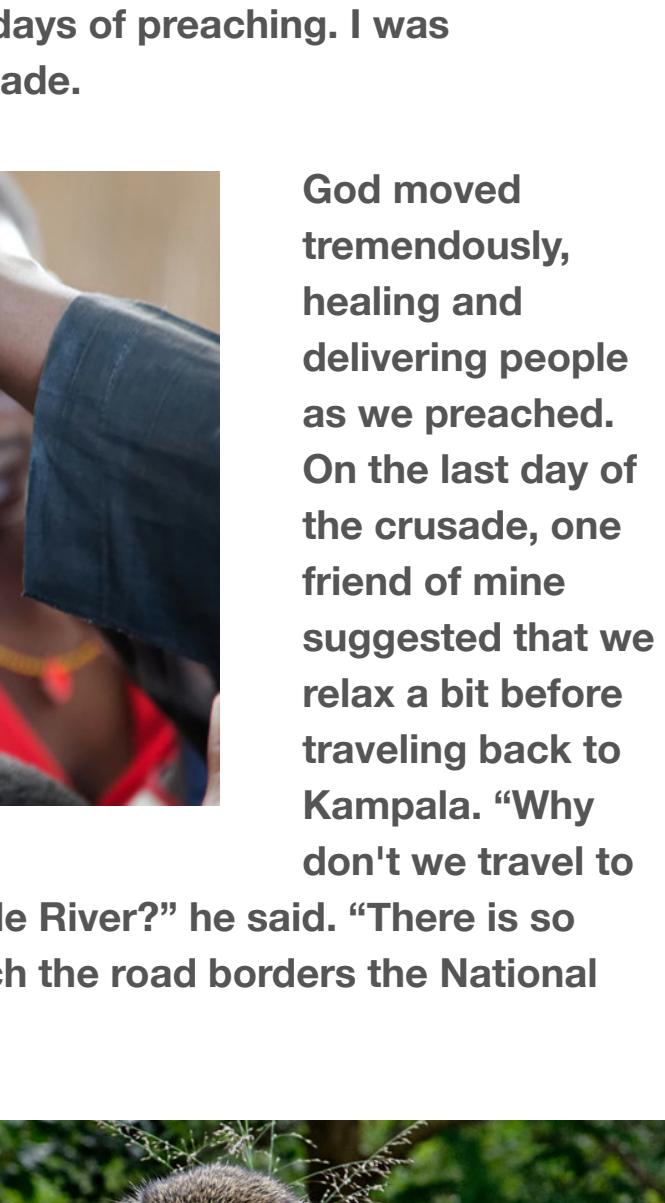 days of preaching. I was
ade.
God moved
tremendously,
healing and
delivering people
as we preached.
On the last day of
the crusade, one
friend of mine
suggested that we
relax a bit before
traveling back to
Kampala. “Why
don't we travel to
le River?” he said. “There is so
ch the road borders the National